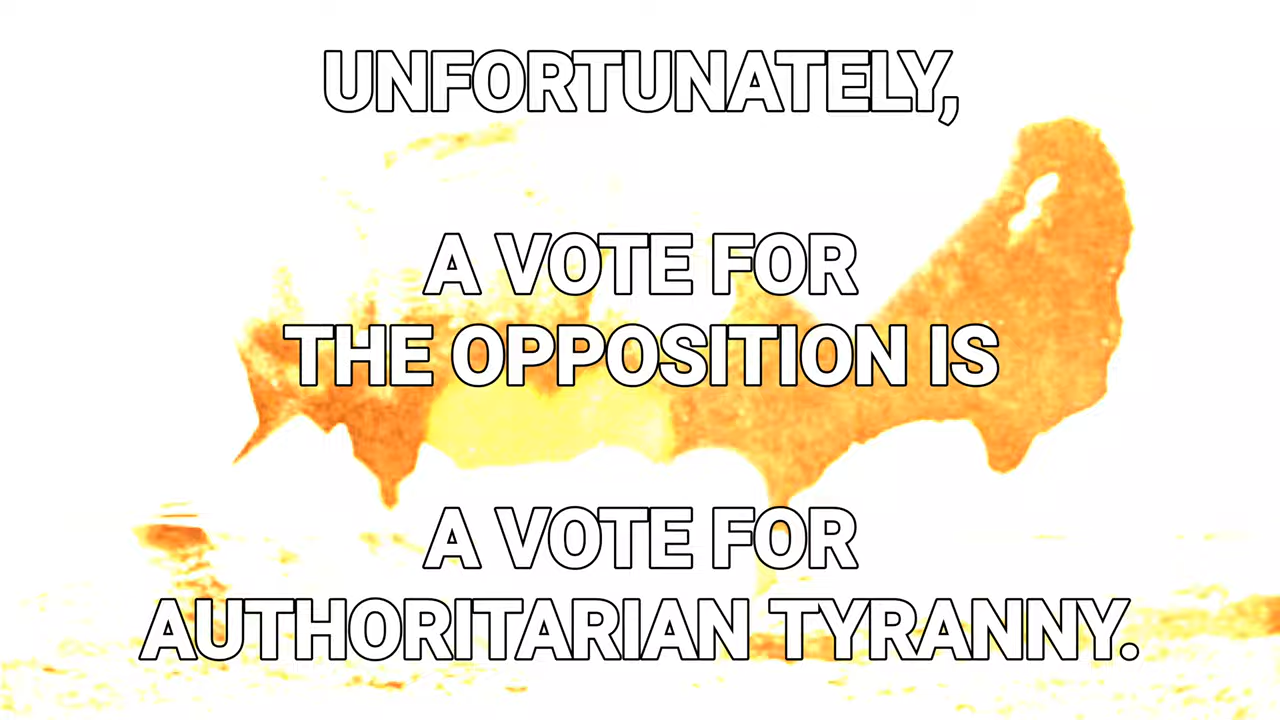 UNFORTUNATELY,
A VOTE FOR
THE OPPOSITION IS
A VOTE FOR
AUTHORITARIAN TYRANNY.